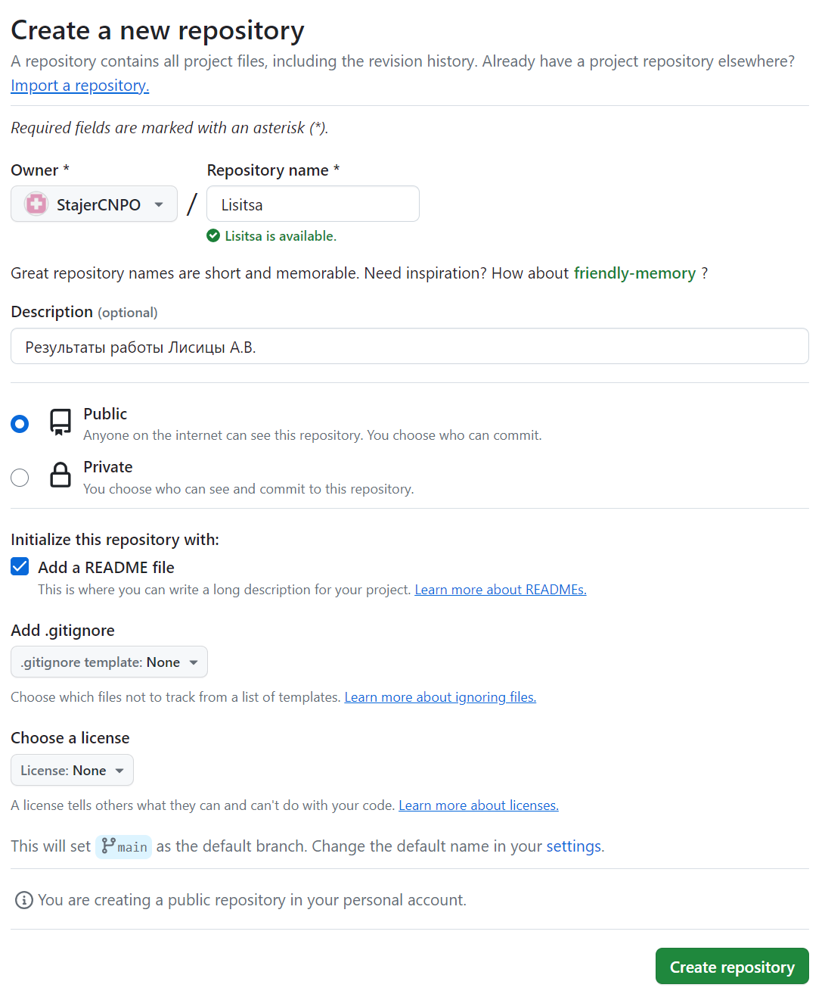 Create a new repository
A repository contains all project files, including the revision history. Already have a project repository elsewhere?
Import a repository.
Required fields are marked with an asterisk (*).
Owner * Repository name *
StajerCNPO / Lisitsa
Lisitsa is available.
Great repository names are short and memorable. Need inspiration? How about friendly-memory ?
Description (optional)
Результаты работы Лисицы А.В.
Public
Anyone on the internet can see this repository. You choose who can commit.
Private
You choose who can see and commit to this repository.
Initialize this repository with:
Add a README file
This is where you can write a long description for your project. Learn more about READMEs.
Add .gitignore
.gitignore template: None
Choose which files not to track from a list of templates. Learn more about ignoring files.
Choose a license
License: None
A license tells others what they can and can't do with your code. Learn more about licenses.
This will set main as the default branch. Change the default name in your settings.
You are creating a public repository in your personal account.
Create repository